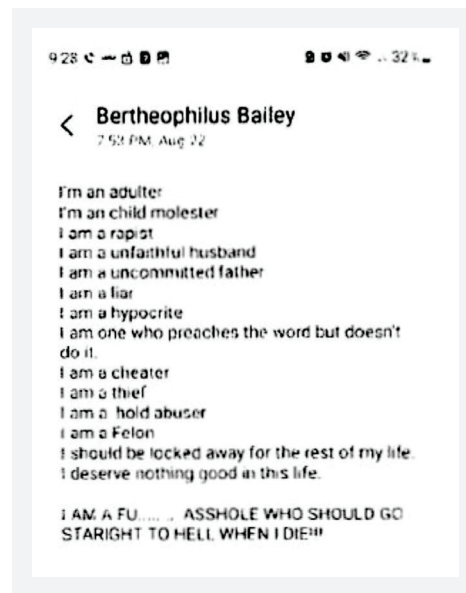 9:28
32%
Bertheophilus Bailey
7:53 PM, Aug 22
I'm an adulter
I'm an child molester
I am a rapist
I am a unfaithful husband
I am a uncommitted father
I am a liar
I am a hypocrite
I am one who preaches the word but doesn't
do it.
I am a cheater
I am a thief
I am a hold abuser
I am a Felon
I should be locked away for the rest of my life.
I deserve nothing good in this life.
I AM A FU....... ASSHOLE WHO SHOULD GO
STARIGHT TO HELL WHEN I DIE!!!